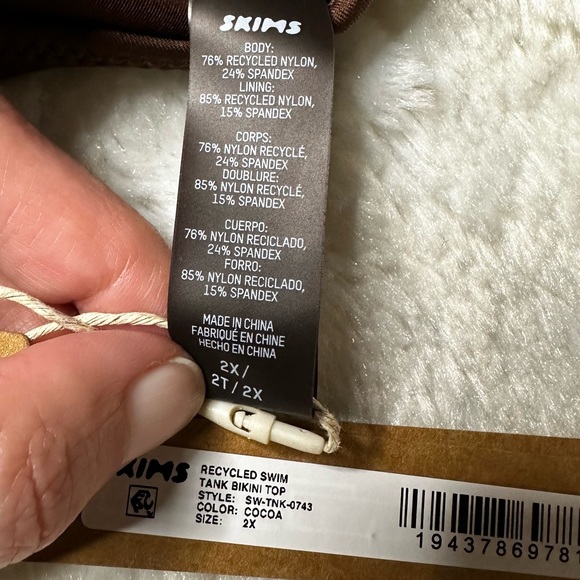 SKIMS
BODY:
76% RECYCLED NYLON,
24% SPANDEX
LINING:
85% RECYCLED NYLON,
15% SPANDEX
CORPS:
76% NYLON RECYCLÉ,
24% SPANDEX
DOUBLURE:
85% NYLON RECYCLÉ,
15% SPANDEX
CUERPO:
76% NYLON RECICLADO,
24% SPANDEX
FORRO:
85% NYLON RECICLADO,
15% SPANDEX
MADE IN CHINA
FABRIQUÉ EN CHINE
HECHO EN CHINA
2X/
2T/2X
RECYCLED SWIM
TANK BIKINI TOP
STYLE: SW-TNK-0743
COLOR: COCOA
SIZE: 2X
19437869781